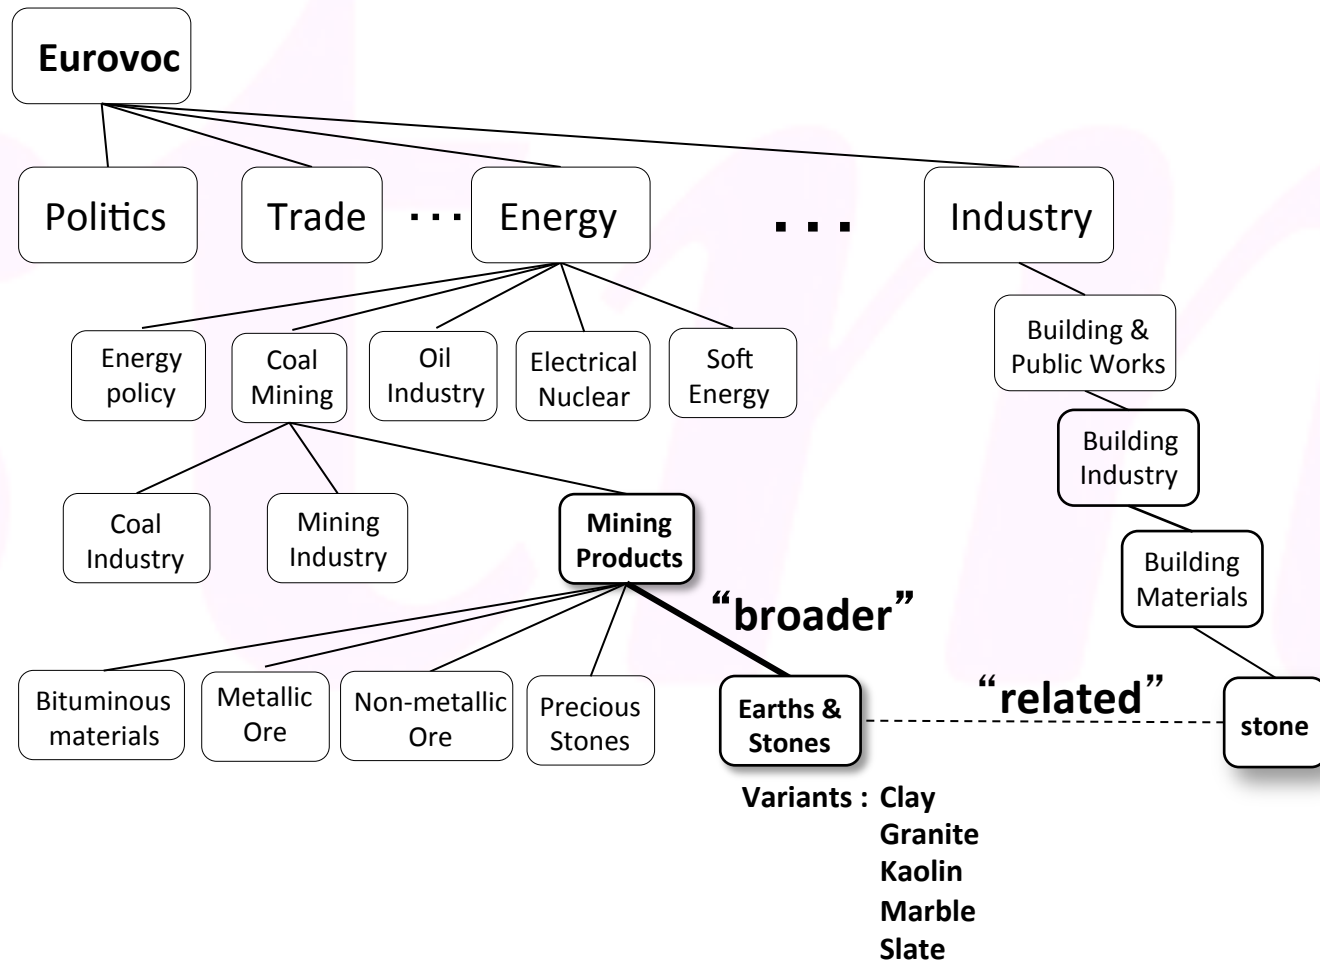 Eurovoc
Politics
Trade
...
Energy
...
Industry
Energy
policy
Coal
Mining
Oil
Industry
Electrical
Nuclear
Soft
Energy
Building &
Public Works
Building
Industry
Coal
Industry
Mining
Industry
Mining
Products
Building
Materials
“broader”
Bituminous
materials
Metallic
Ore
Non-metallic
Ore
Precious
Stones
Earths &
Stones
“related”
stone
Variants : Clay
Granite
Kaolin
Marble
Slate